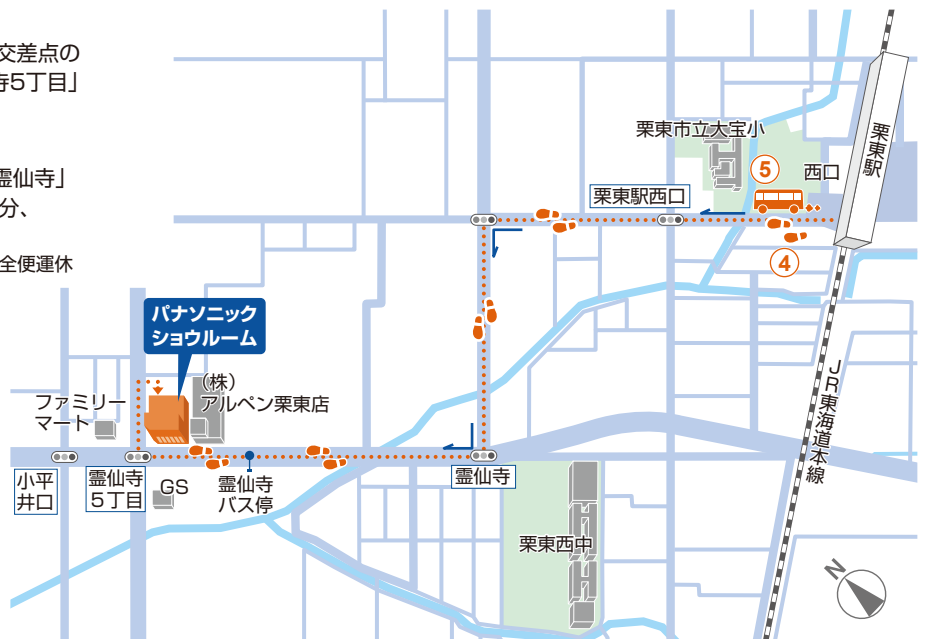 交差点の
寺5丁目」
霊仙寺」
分、
全便運休
栗東市立大宝小
⑤
西口
栗東駅
栗東駅西口
④
パナソニック
ショウルーム
(株)
アルペン栗東店
ファミリー
マート
JR東海道本線
小平
井口
霊仙寺
5丁目
GS
霊仙寺
バス停
霊仙寺
栗東西中
N